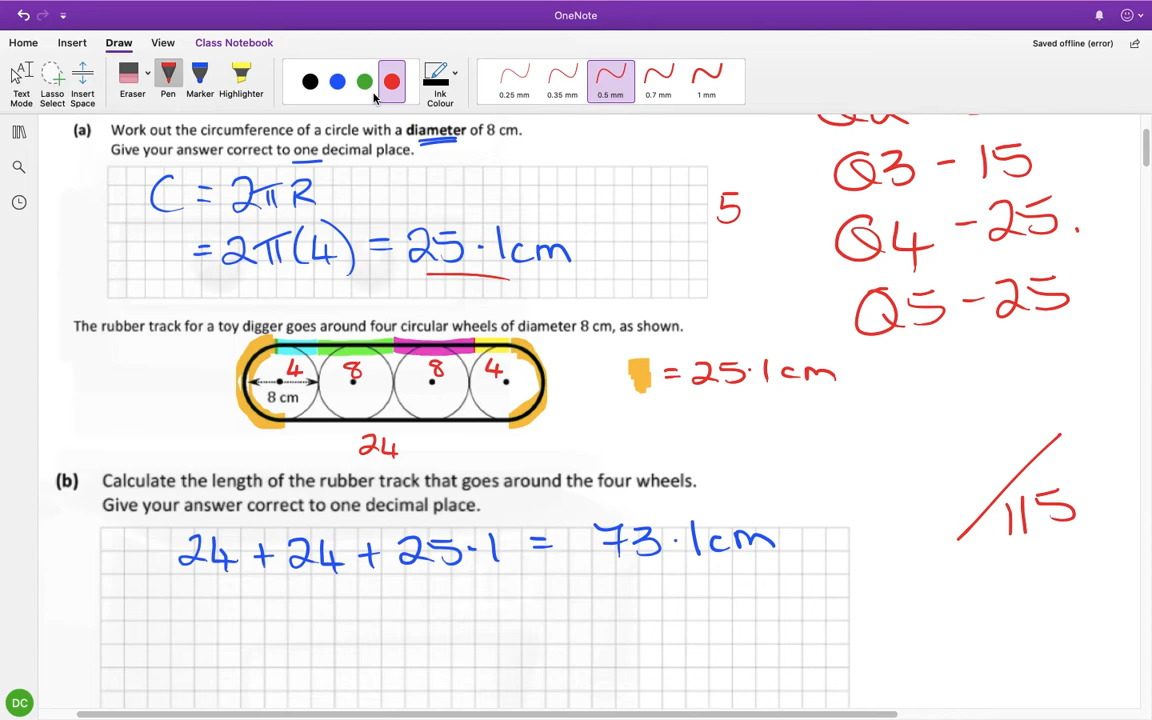 OneNote
Home Insert Draw View Class Notebook
Saved offline (error)
Text Mode
Lasso Select
Insert Space
Eraser
Pen
Marker
Highlighter
Ink Colour
0.25 mm
0.35 mm
0.5 mm
0.7 mm
1 mm
(a) Work out the circumference of a circle with a diameter of 8 cm.
Give your answer correct to one decimal place.
C = 2πR
= 2π(4) = 25.1cm
5
Q3 - 15
Q4 - 25.
Q5 - 25
The rubber track for a toy digger goes around four circular wheels of diameter 8 cm, as shown.
4 8 8 4
8 cm
= 25.1cm
24
(b) Calculate the length of the rubber track that goes around the four wheels.
Give your answer correct to one decimal place.
24 + 24 + 25.1 = 73.1cm
/115
DC